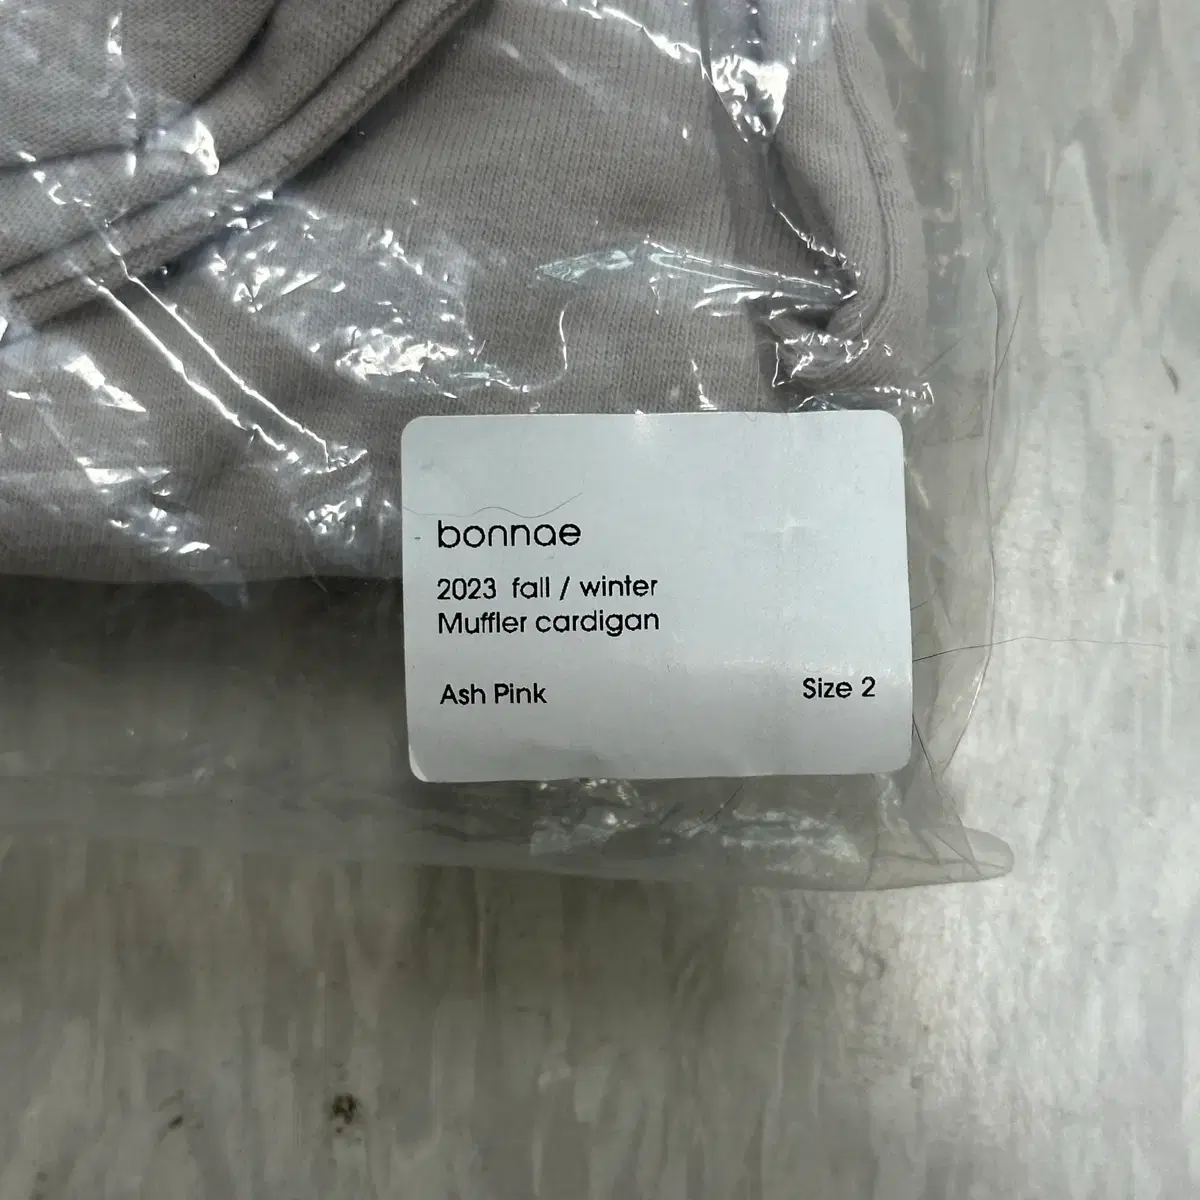 bonnae
2023 fall / winter
Muffler cardigan
Ash Pink
Size 2